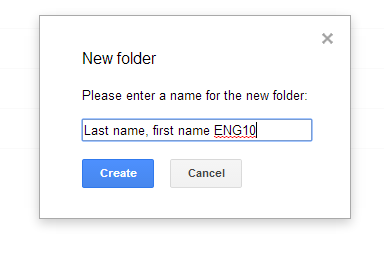 New folder
Please enter a name for the new folder:
Last name, first name ENG10
Create Cancel